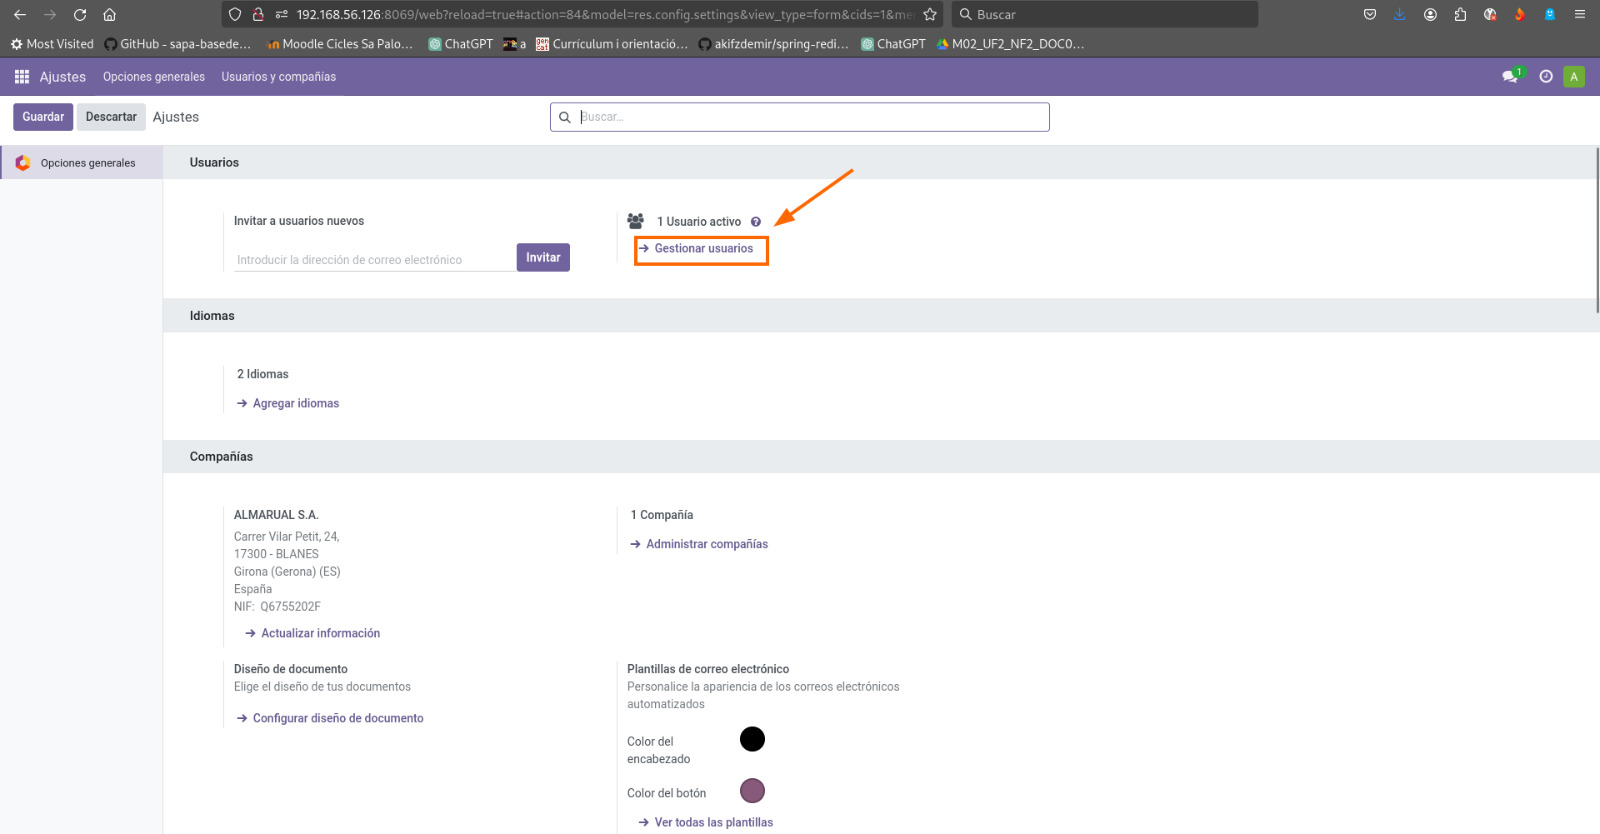 192.168.56.126:8069/web?reload=true#action=84&model=res.config.settings&view_type=form&cids=1&me
Buscar
Most Visited
GitHub - sapa-basede...
Moodle Cicles Sa Palo...
ChatGPT
a
Currículum i orientació...
akifzdemir/spring-redi...
ChatGPT
M02_UF2_NF2_DOC0...
Ajustes
Opciones generales
Usuarios y compañías
1
A
Guardar
Descartar
Ajustes
Buscar...
Opciones generales
Usuarios
Invitar a usuarios nuevos
Introducir la dirección de correo electrónico
Invitar
1 Usuario activo ?
→ Gestionar usuarios
Idiomas
2 Idiomas
→ Agregar idiomas
Compañías
ALMARUAL S.A.
Carrer Vilar Petit, 24,
17300 - BLANES
Girona (Gerona) (ES)
España
NIF: Q6755202F
→ Actualizar información
1 Compañía
→ Administrar compañías
Diseño de documento
Elige el diseño de tus documentos
→ Configurar diseño de documento
Plantillas de correo electrónico
Personalice la apariencia de los correos electrónicos
automatizados
Color del
encabezado
Color del botón
→ Ver todas las plantillas